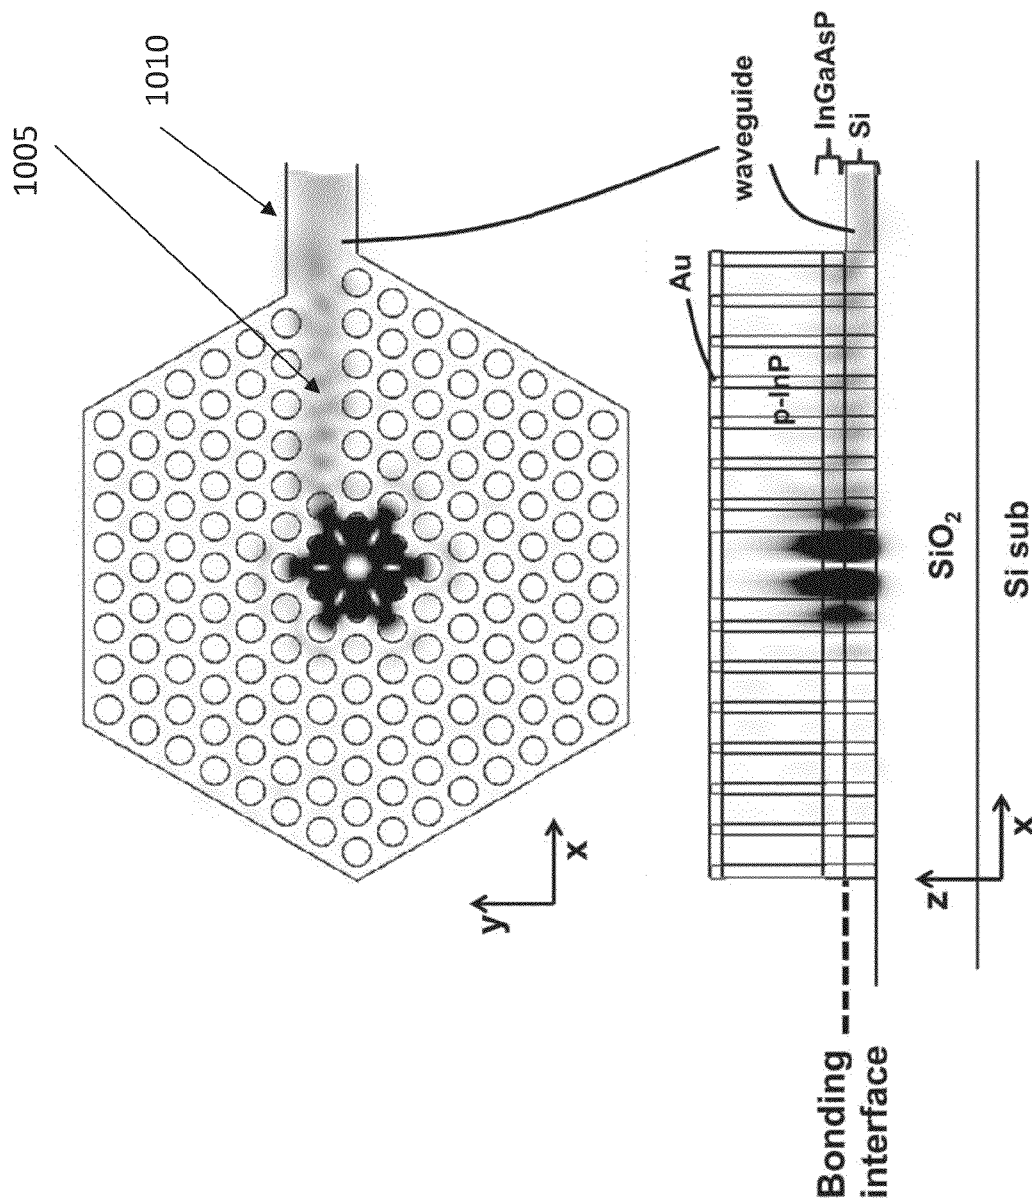 1005
1010
waveguide
InGaAsP
Si
Au
p-InP
SiO2
Si sub
y
x
z
x
Bonding
interface